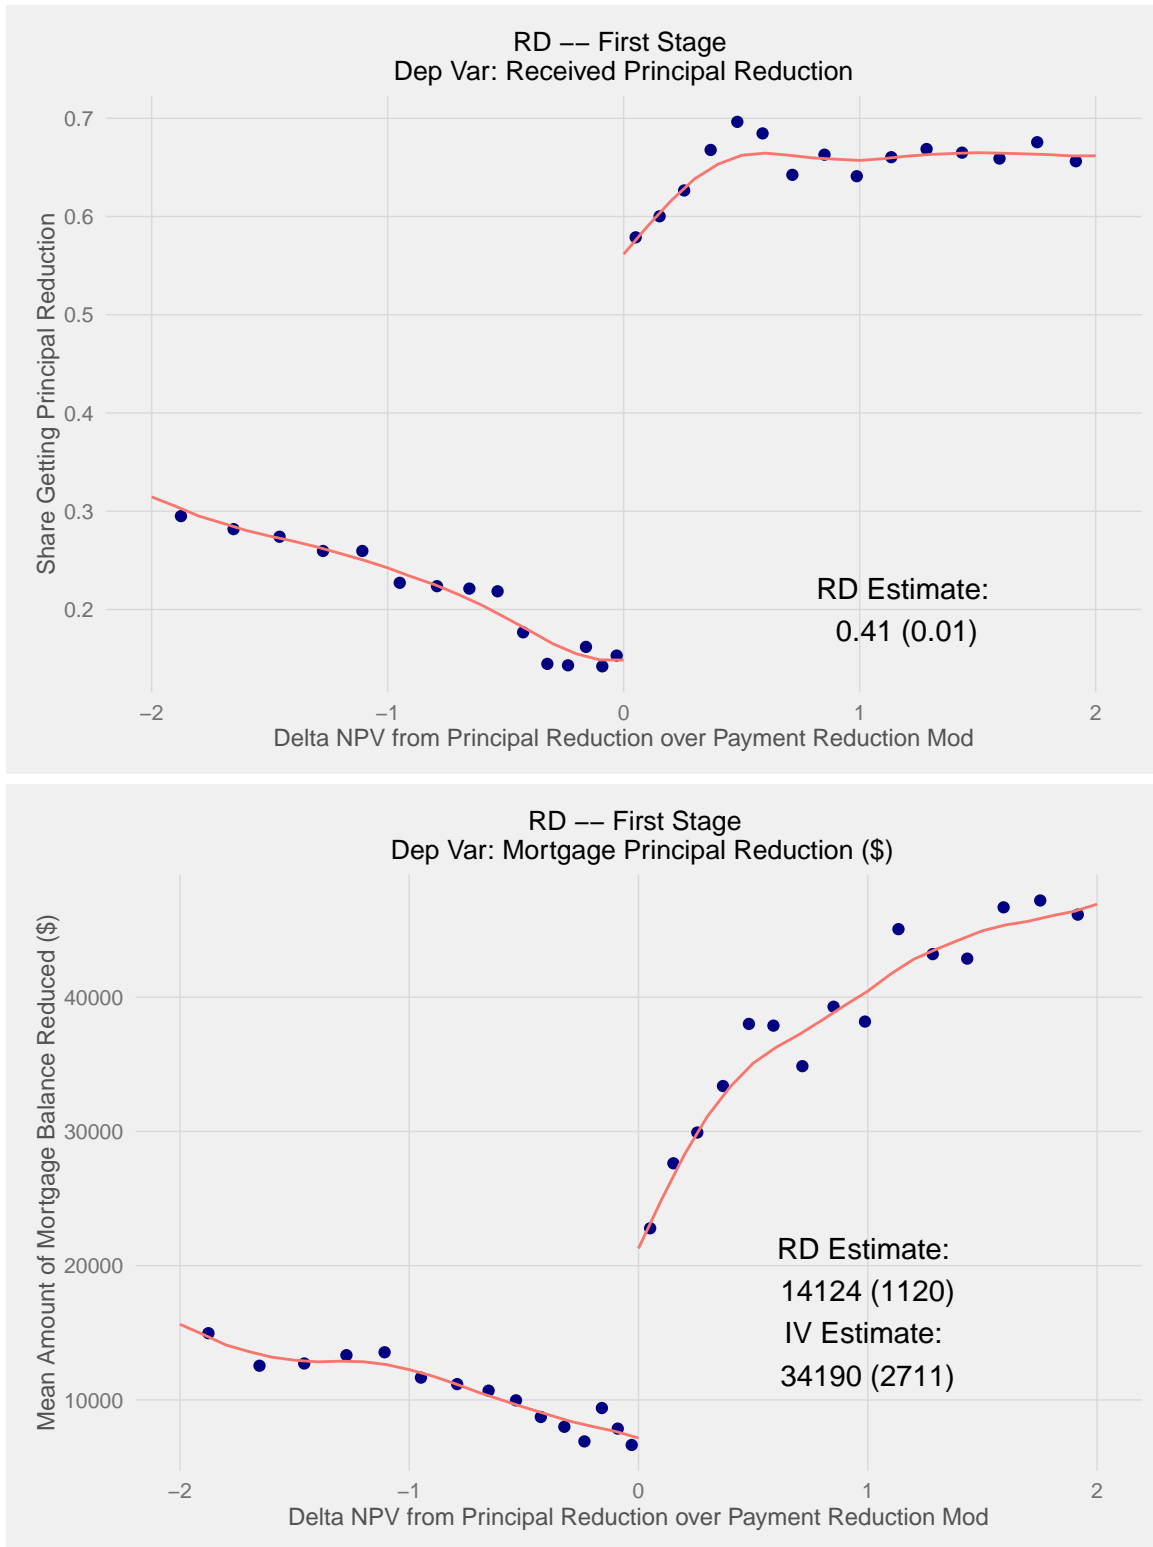 RD −− First Stage
Dep Var: Received Principal Reduction
Share Getting Principal Reduction
0.7
0.6
0.5
0.4
0.3
0.2
RD Estimate:
0.41 (0.01)
−2
−1
0
1
2
Delta NPV from Principal Reduction over Payment Reduction Mod
RD −− First Stage
Dep Var: Mortgage Principal Reduction ($)
Mean Amount of Mortgage Balance Reduced ($)
40000
30000
20000
10000
RD Estimate:
14124 (1120)
IV Estimate:
34190 (2711)
−2
−1
0
1
2
Delta NPV from Principal Reduction over Payment Reduction Mod